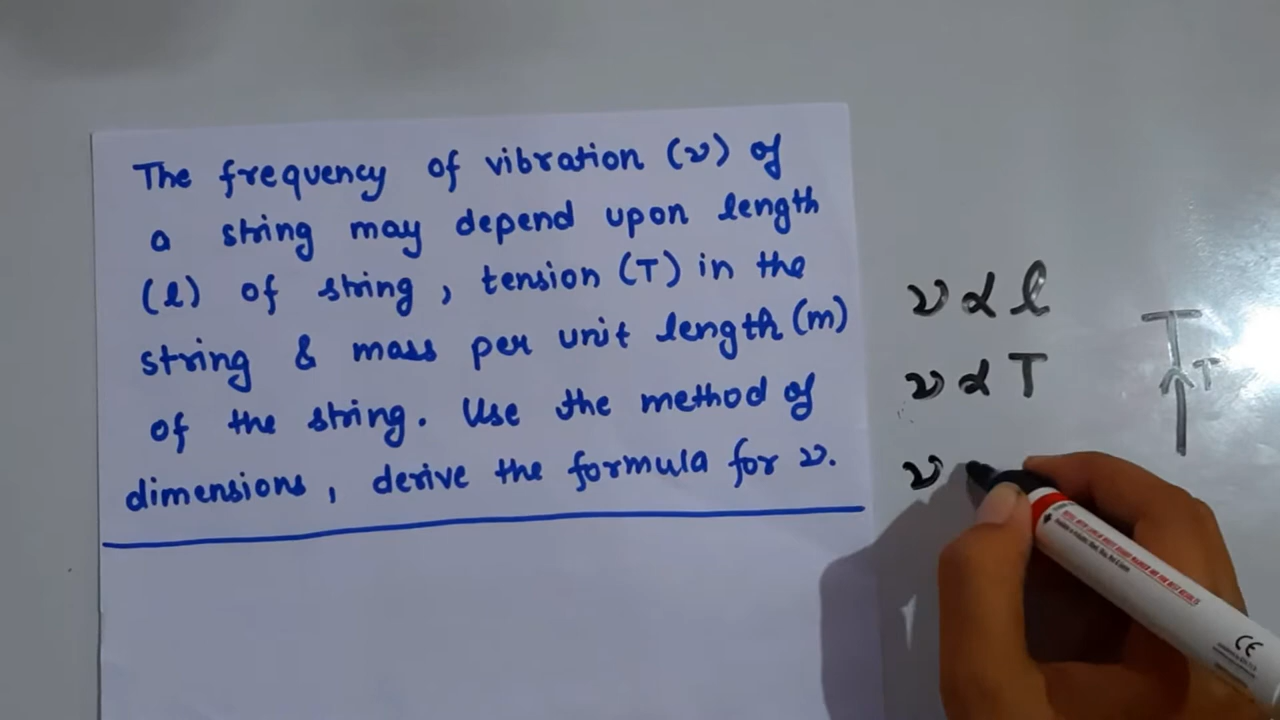 The frequency of vibration (ν) of
a string may depend upon length
(l) of string, tension (T) in the
string & mass per unit length (m)
of the string. Use the method of
dimensions, derive the formula for ν.
ν ∝ l
ν ∝ T
ν
T
T
CE